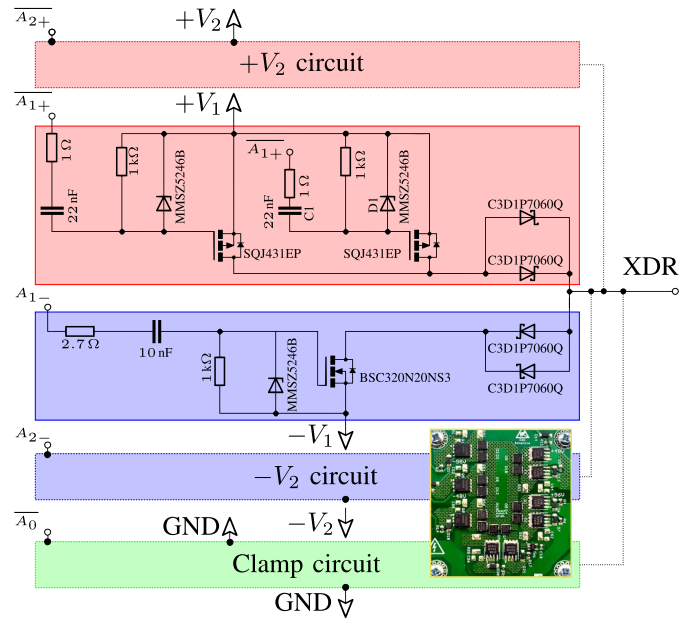 A2+
+V2
+V2 circuit
A1+
+V1
1 Ω
22 nF
1 kΩ
MMSZ5246B
A1+
1 Ω
22 nF
C1
1 kΩ
D1
MMSZ5246B
SQJ431EP
SQJ431EP
C3D1P7060Q
C3D1P7060Q
XDR
A1−
2.7 Ω
10 nF
1 kΩ
MMSZ5246B
BSC320N20NS3
C3D1P7060Q
C3D1P7060Q
−V1
A2−
−V2 circuit
−V2
A0
GND
Clamp circuit
GND